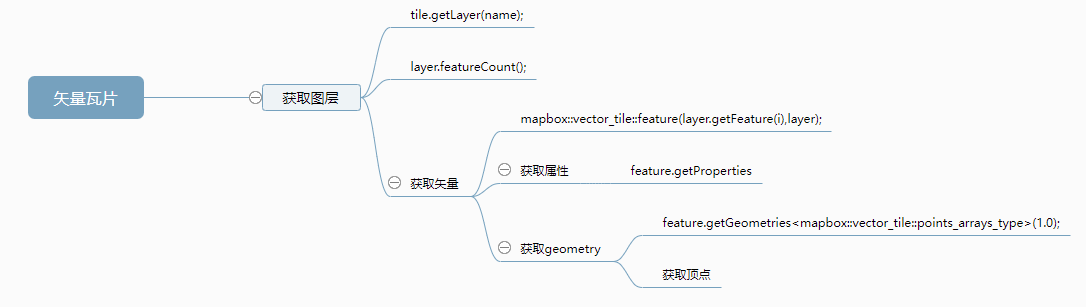 矢量瓦片
获取图层
tile.getLayer(name);
layer.featureCount();
获取矢量
mapbox::vector_tile::feature(layer.getFeature(i),layer);
获取属性
feature.getProperties
获取geometry
feature.getGeometries<mapbox::vector_tile::points_arrays_type>(1.0);
获取顶点